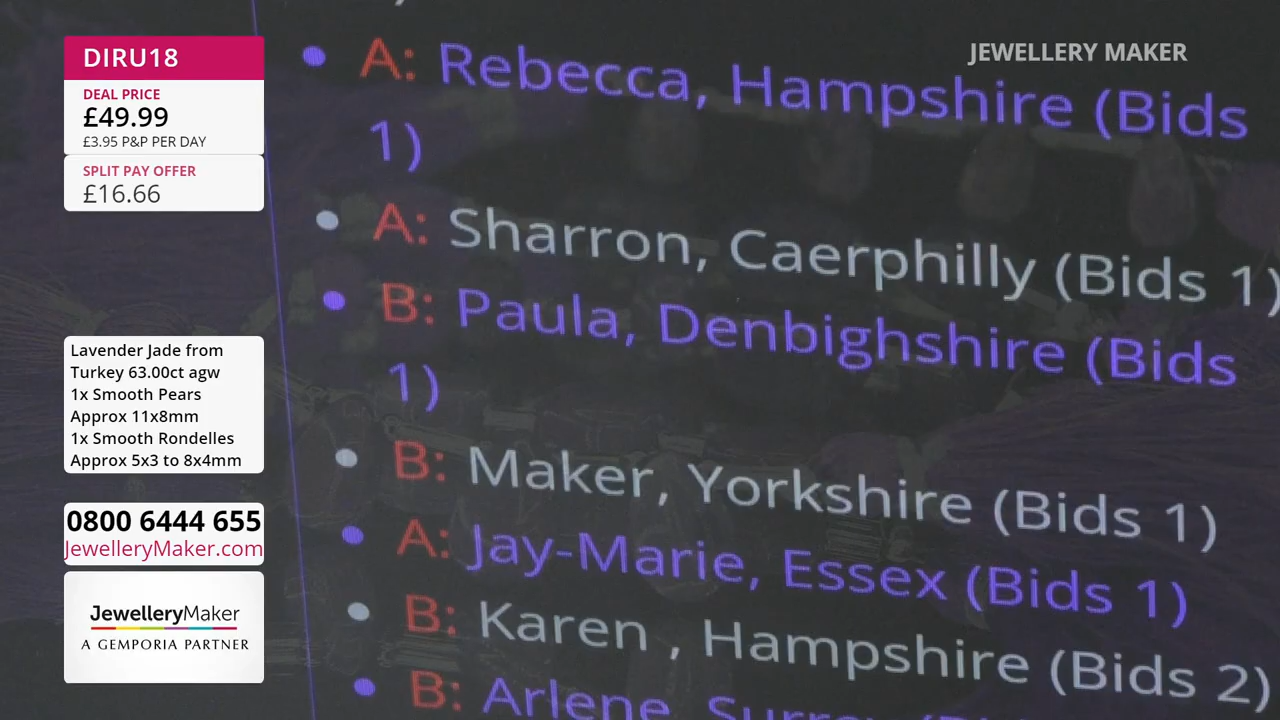 DIRU18
DEAL PRICE
£49.99
£3.95 P&P PER DAY
SPLIT PAY OFFER
£16.66
Lavender Jade from
Turkey 63.00ct agw
1x Smooth Pears
Approx 11x8mm
1x Smooth Rondelles
Approx 5x3 to 8x4mm
0800 6444 655
JewelleryMaker.com
JewelleryMaker
A GEMPORIA PARTNER
JEWELLERY MAKER
A: Rebecca, Hampshire (Bids
1)
A: Sharron, Caerphilly (Bids 1)
B: Paula, Denbighshire (Bids
1)
B: Maker, Yorkshire (Bids 1)
A: Jay-Marie, Essex (Bids 1)
B: Karen , Hampshire (Bids 2)
B: Arlene,